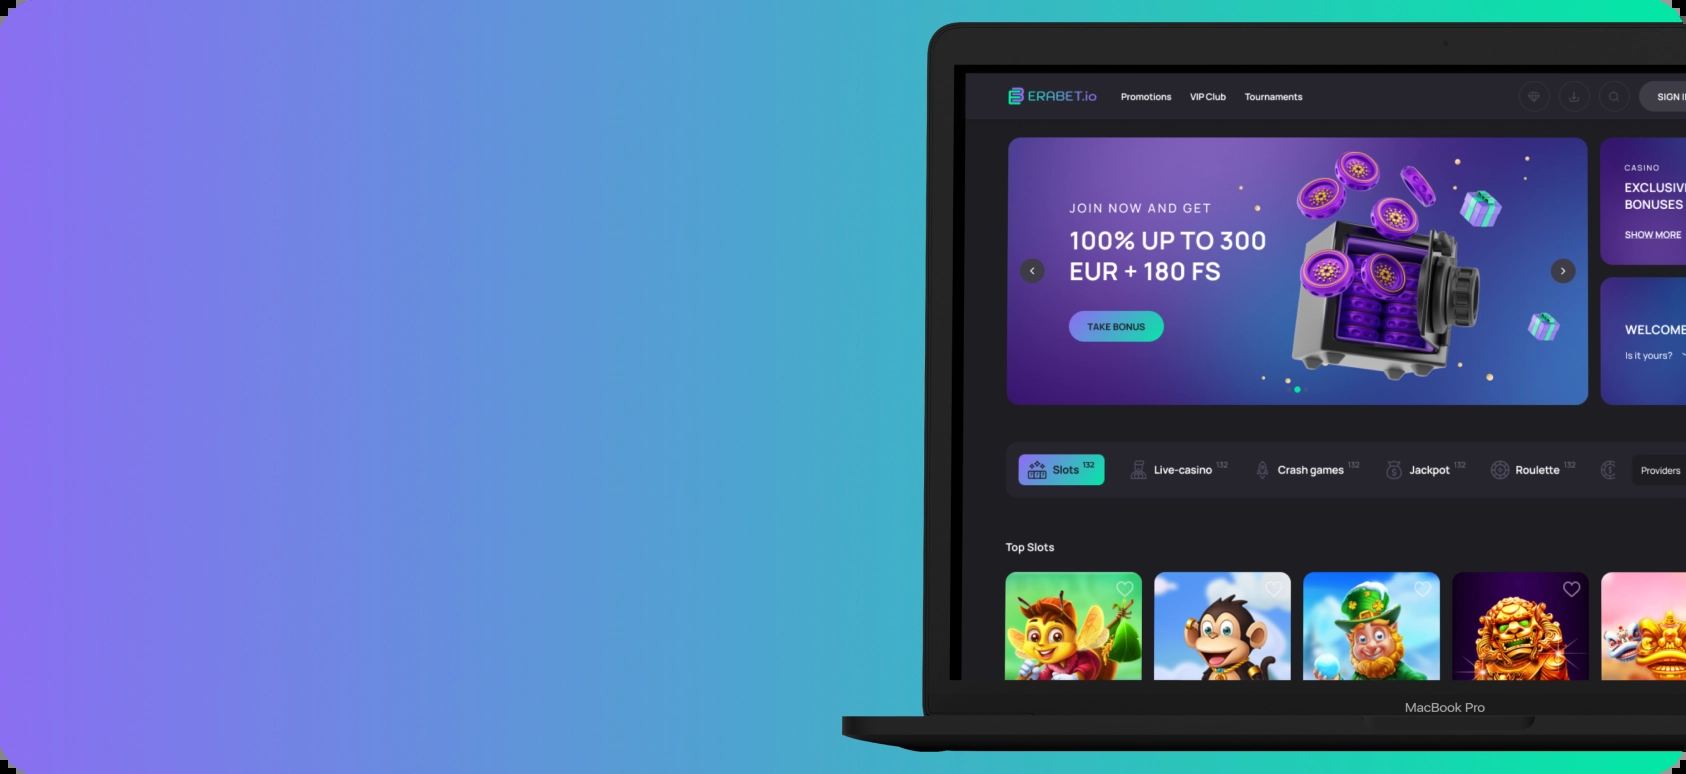 ERABET.io Promotions VIP Club Tournaments
JOIN NOW AND GET
100% UP TO 300
EUR + 180 FS
TAKE BONUS
CASINO
BONUSES
SHOW MORE
WELCOME
Is it yours?
Slots 132 Live-casino 132 Crash games 132 Jackpot 132 Roulette 132 Providers
Top Slots
MacBook Pro